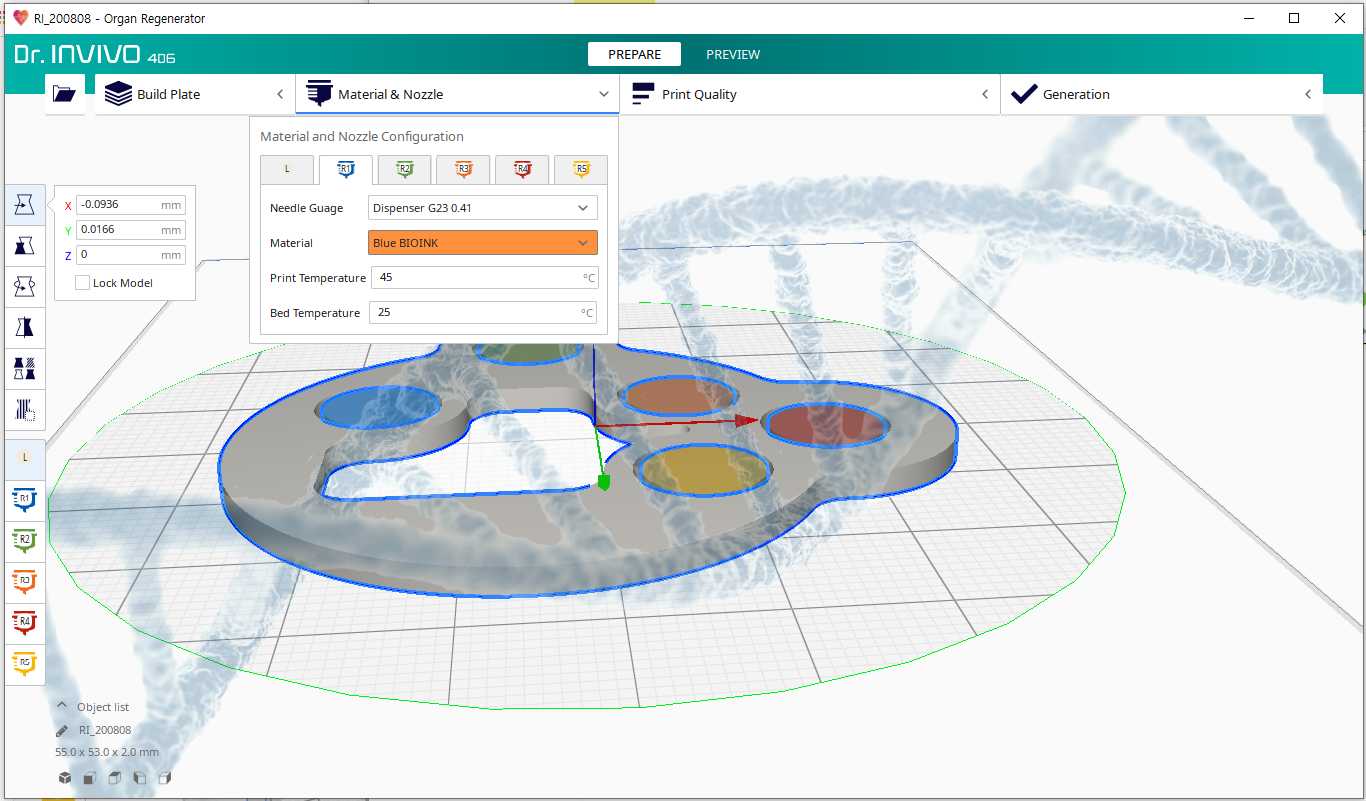 RI_200808 - Organ Regenerator
Dr. INVIVO 4D6
PREPARE
PREVIEW
Build Plate
Material & Nozzle
Print Quality
Generation
Material and Nozzle Configuration
L
R1
R2
R3
R4
R5
Needle Guage
Dispenser G23 0.41
Material
Blue BIOINK
Print Temperature
45
°C
Bed Temperature
25
°C
X
-0.0936
mm
Y
0.0166
mm
Z
0
mm
Lock Model
L
R1
R2
R3
R4
R5
Object list
RI_200808
55.0 x 53.0 x 2.0 mm